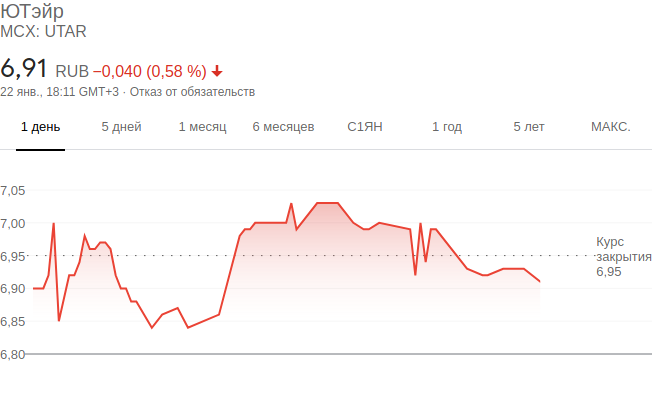 ЮТэйр
MCX: UTAR
6,91 RUB −0,040 (0,58 %)
22 янв., 18:11 GMT+3 · Отказ от обязательств
1 день 5 дней 1 месяц 6 месяцев С1ЯН 1 год 5 лет МАКС.
7,05
7,00
6,95
6,90
6,85
6,80
Курс
закрытия
6,95